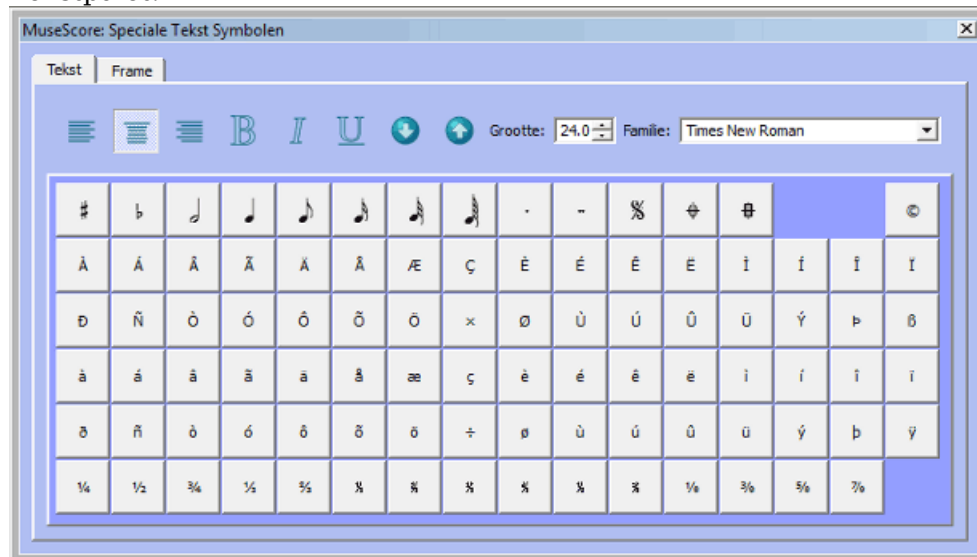 MuseScore: Speciale Tekst Symbolen
Tekst Frame
B I U Grootte: 24.0 Familie: Times New Roman
♯ ♭ 𝅗𝅥 𝅘𝅥 𝅘𝅥𝅮 𝅘𝅥𝅯 𝅘𝅥𝅰 𝅘𝅥𝅱 . .. 𝄋 𝄌 ©
À Á Â Ã Ä Å Æ Ç È É Ê Ë Ì Í Î Ï
Ð Ñ Ò Ó Ô Õ Ö × Ø Ù Ú Û Ü Ý Þ ß
à á â ã ä å æ ç è é ê ë ì í î ï
ð ñ ò ó ô õ ö ÷ ø ù ú û ü ý þ ÿ
¼ ½ ¾ ⅓ ⅔ ⅛ ⅜ ⅝ ⅞